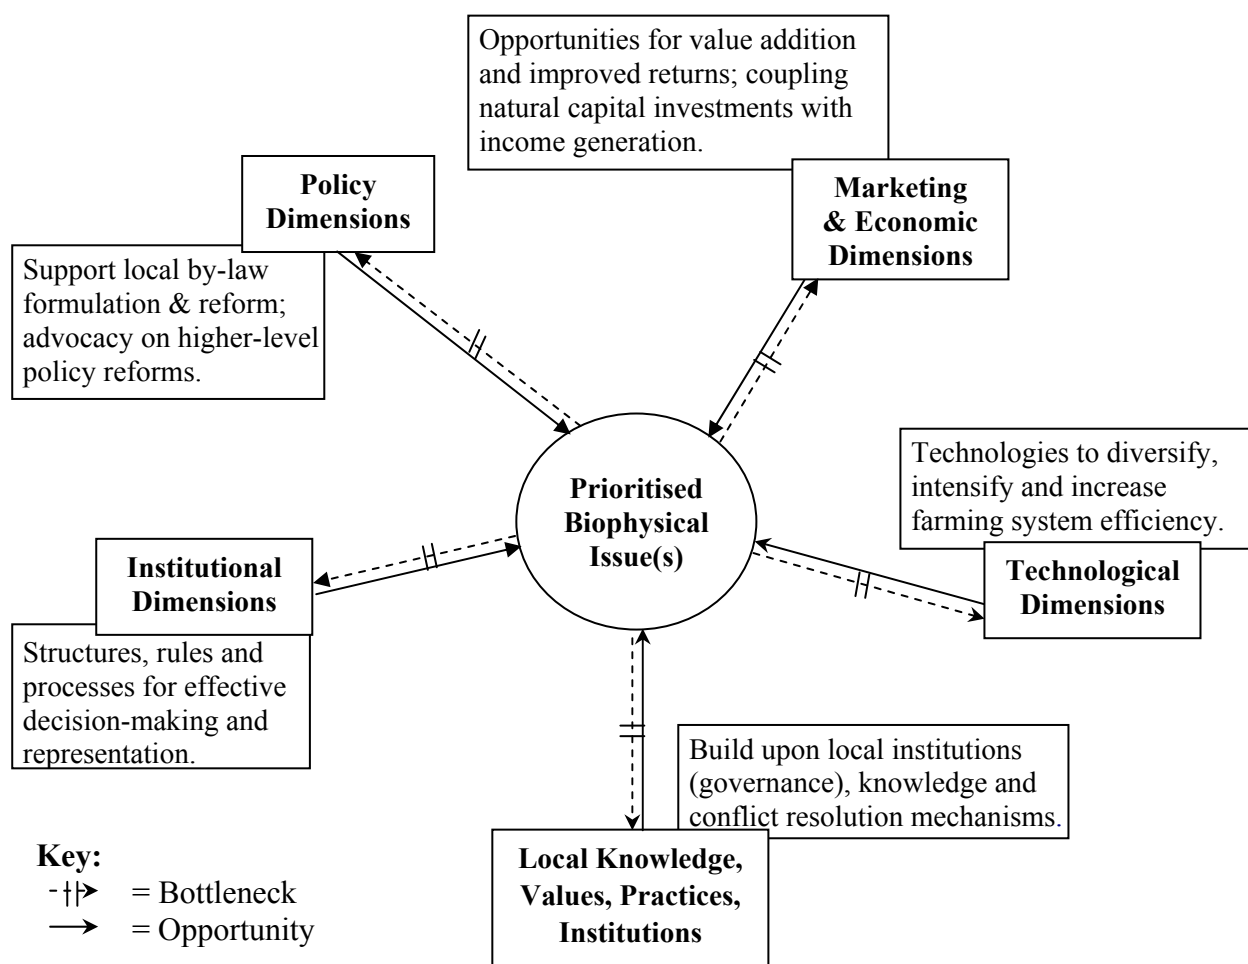 Opportunities for value addition
and improved returns; coupling
natural capital investments with
income generation.
Policy
Dimensions
Marketing
& Economic
Dimensions
Support local by-law
formulation & reform;
advocacy on higher-level
policy reforms.
Prioritised
Biophysical
Issue(s)
Technologies to diversify,
intensify and increase
farming system efficiency.
Technological
Dimensions
Institutional
Dimensions
Structures, rules and
processes for effective
decision-making and
representation.
Build upon local institutions
(governance), knowledge and
conflict resolution mechanisms.
Local Knowledge,
Values, Practices,
Institutions
Key:
= Bottleneck
= Opportunity